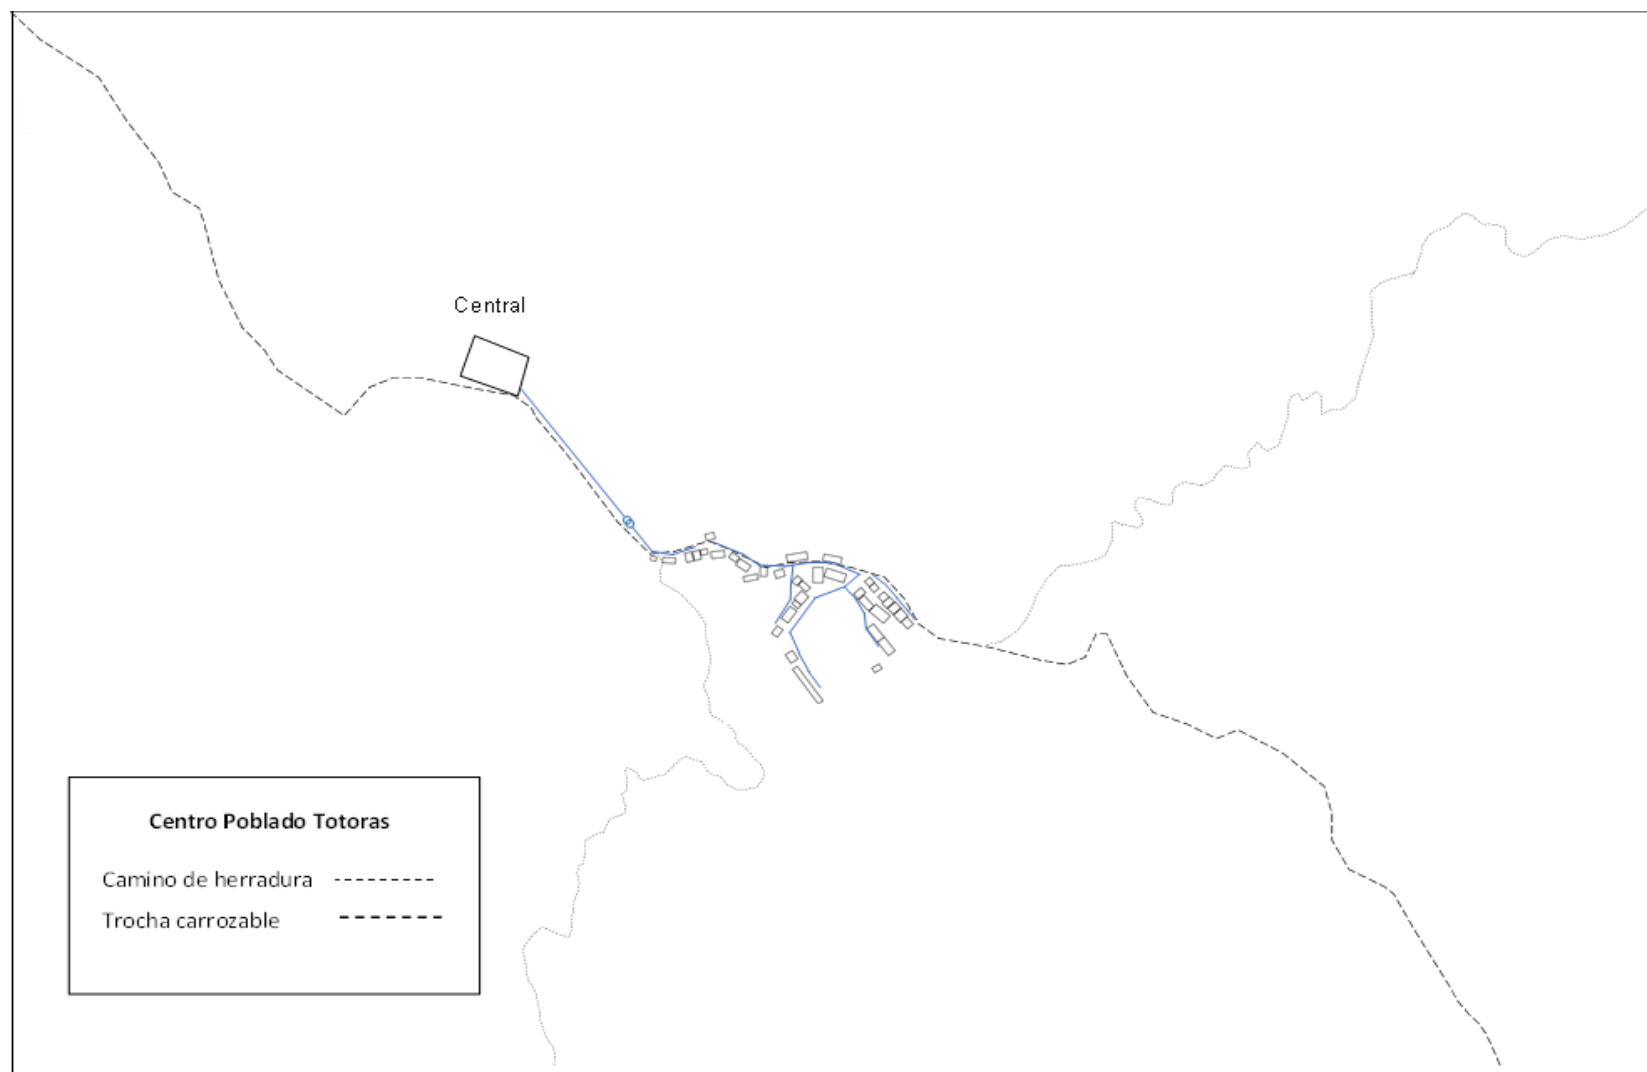 Central
Centro Poblado Totoras
Camino de herradura
Trocha carrozable